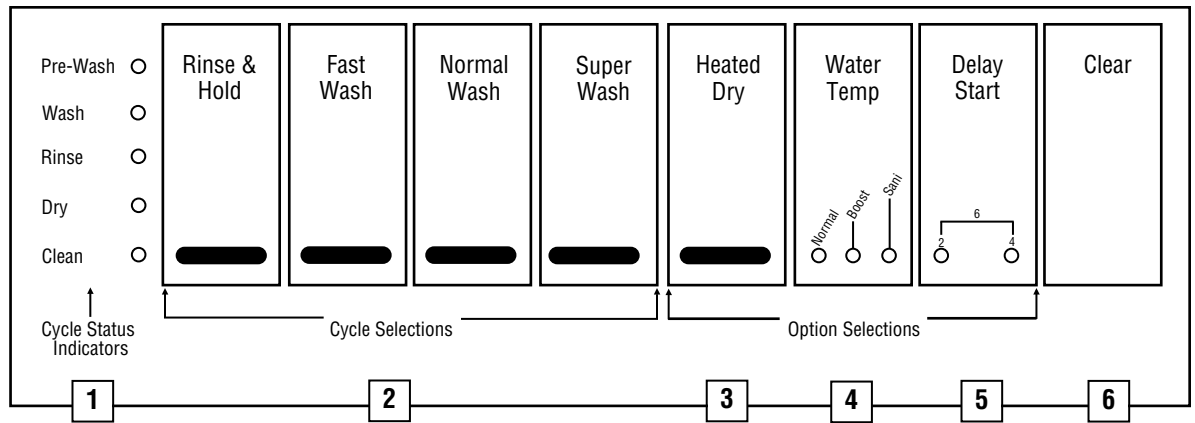 Pre-Wash
Wash
Rinse
Dry
Clean
Cycle Status
Indicators
Rinse &
Hold
Fast
Wash
Normal
Wash
Super
Wash
Cycle Selections
Heated
Dry
Water
Temp
Normal
Boost
Sani
Delay
Start
6
2
4
Option Selections
Clear
1
2
3
4
5
6